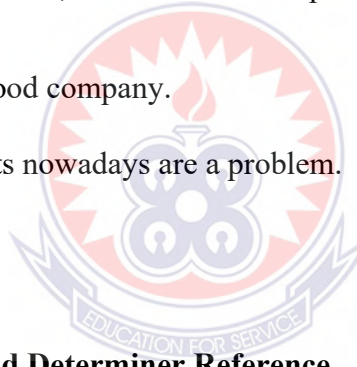 ood company.
ts nowadays are a problem.
EDUCATION FOR SERVICE
d Determiner Reference